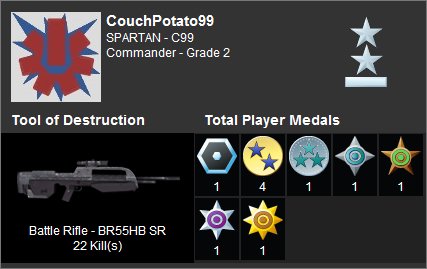 CouchPotato99
SPARTAN - C99
Commander - Grade 2
Tool of Destruction
Total Player Medals
Battle Rifle - BR55HB SR
22 Kill(s)
1 4 1 1 1
1 1